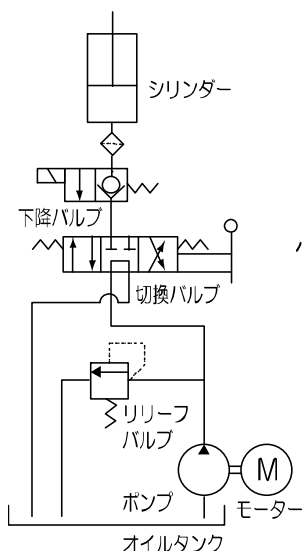 シリンダー
下降バルブ
切換バルブ
リリーフ
バルブ
M
ポンプ
モーター
オイルタンク